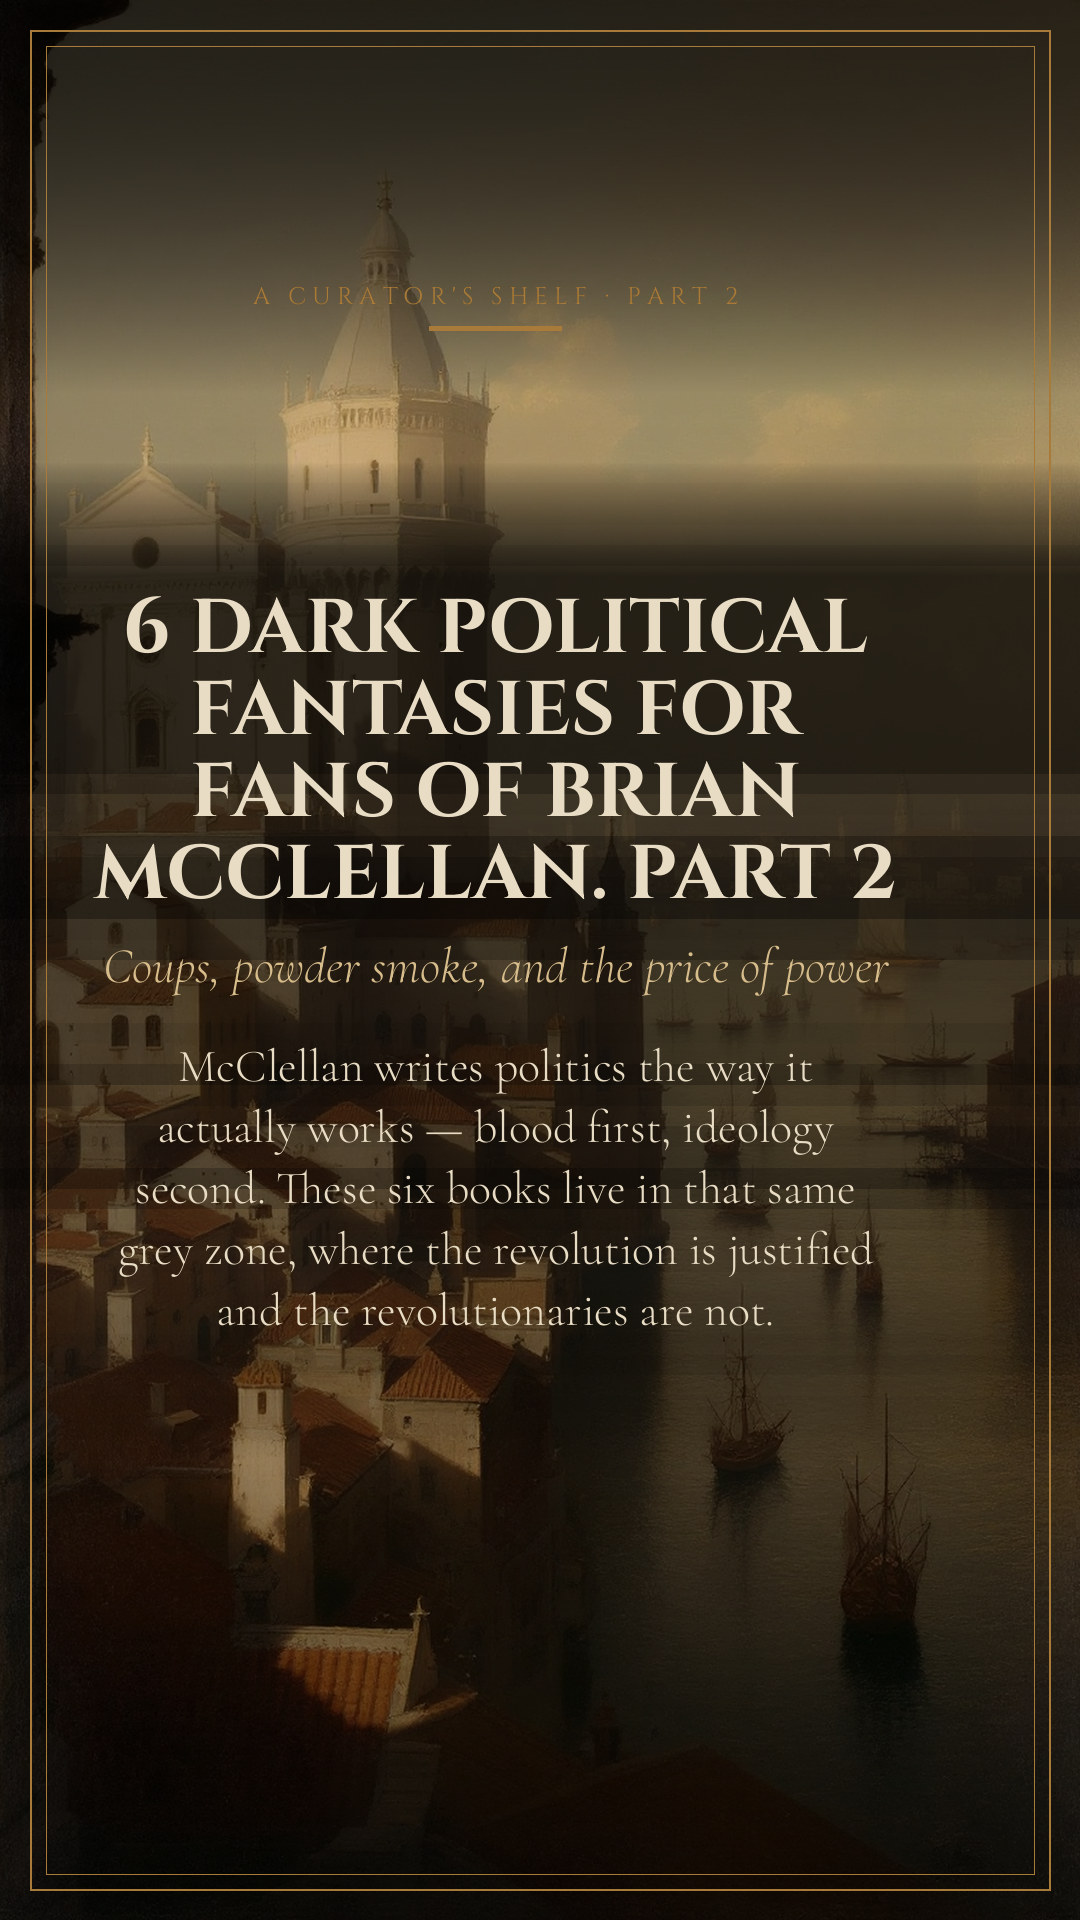 A CURATOR'S SHELF · PART 2
6 DARK POLITICAL
FANTASIES FOR
FANS OF BRIAN
MCCLELLAN. PART 2
Coups, powder smoke, and the price of power
McClellan writes politics the way it
actually works — blood first, ideology
second. These six books live in that same
grey zone, where the revolution is justified
and the revolutionaries are not.